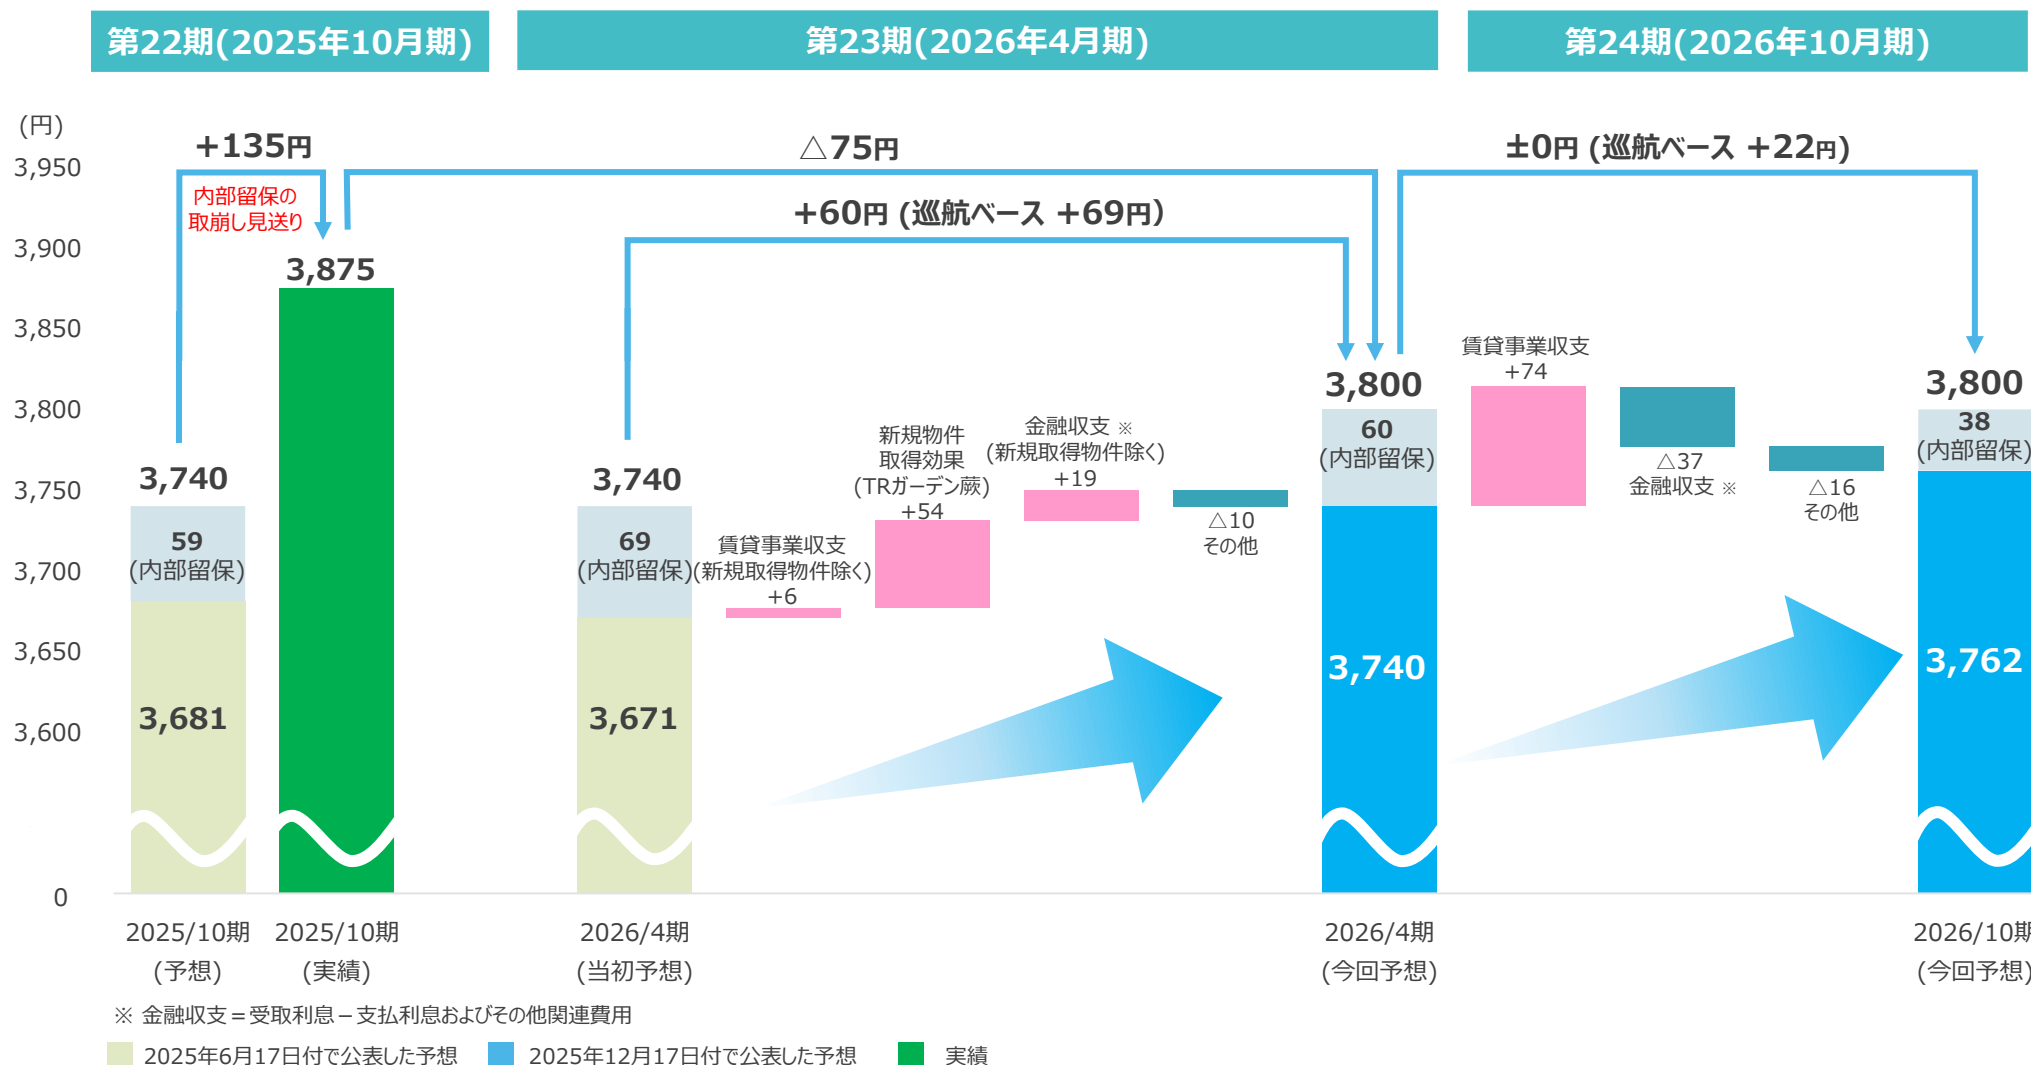 第22期(2025年10月期)
第23期(2026年4月期)
第24期(2026年10月期)
(円)
3,950
3,900
3,850
3,800
3,750
3,700
3,650
3,600
0
+135円
内部留保の
取崩し見送り
△75円
+60円 (巡航ベース +69円)
±0円 (巡航ベース +22円)
3,740
59
(内部留保)
3,681
3,875
3,740
69
(内部留保)
3,671
賃貸事業収支
(新規取得物件除く)
+6
新規物件
取得効果
(TRガーデン蕨)
+54
金融収支 ※
(新規取得物件除く)
+19
△10
その他
3,800
60
(内部留保)
3,740
賃貸事業収支
+74
△37
金融収支 ※
△16
その他
3,800
38
(内部留保)
3,762
2025/10期
(予想)
2025/10期
(実績)
2026/4期
(当初予想)
2026/4期
(今回予想)
2026/10期
(今回予想)
※ 金融収支=受取利息-支払利息およびその他関連費用
2025年6月17日付で公表した予想
2025年12月17日付で公表した予想
実績